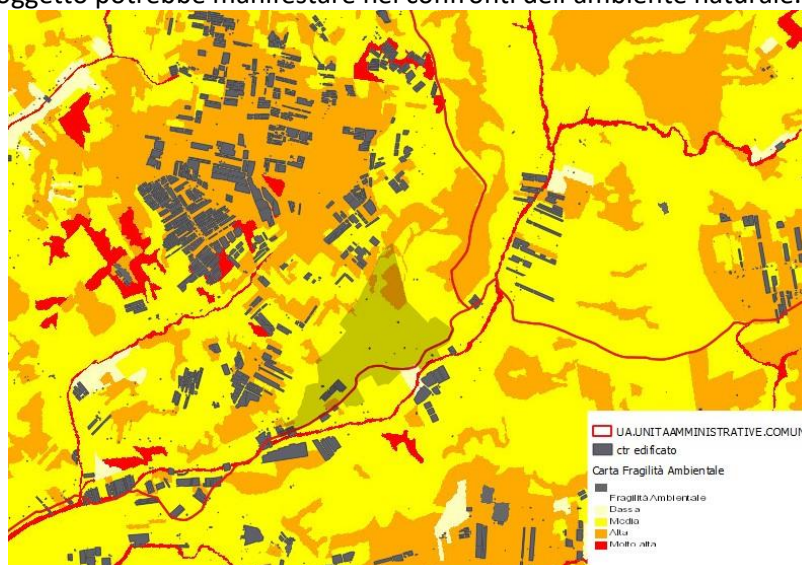 oggetto potrebbe manifestare nei confronti dell'ambiente naturale.
UA.UNITAAMMINISTRATIVE.COMUN
ctr edificato
Carta Fragilità Ambientale
Fragilità Ambientale
Bassa
Media
Alta
Molto alta